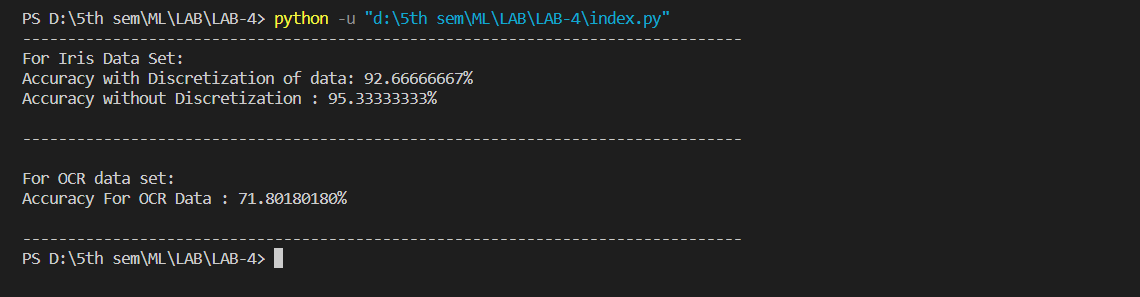 PS D:\5th sem\ML\LAB\LAB-4> python -u "d:\5th sem\ML\LAB\LAB-4\index.py"
--------------------------------------------------------------------------------
For Iris Data Set:
Accuracy with Discretization of data: 92.66666667%
Accuracy without Discretization : 95.33333333%
--------------------------------------------------------------------------------
For OCR data set:
Accuracy For OCR Data : 71.80180180%
--------------------------------------------------------------------------------
PS D:\5th sem\ML\LAB\LAB-4>